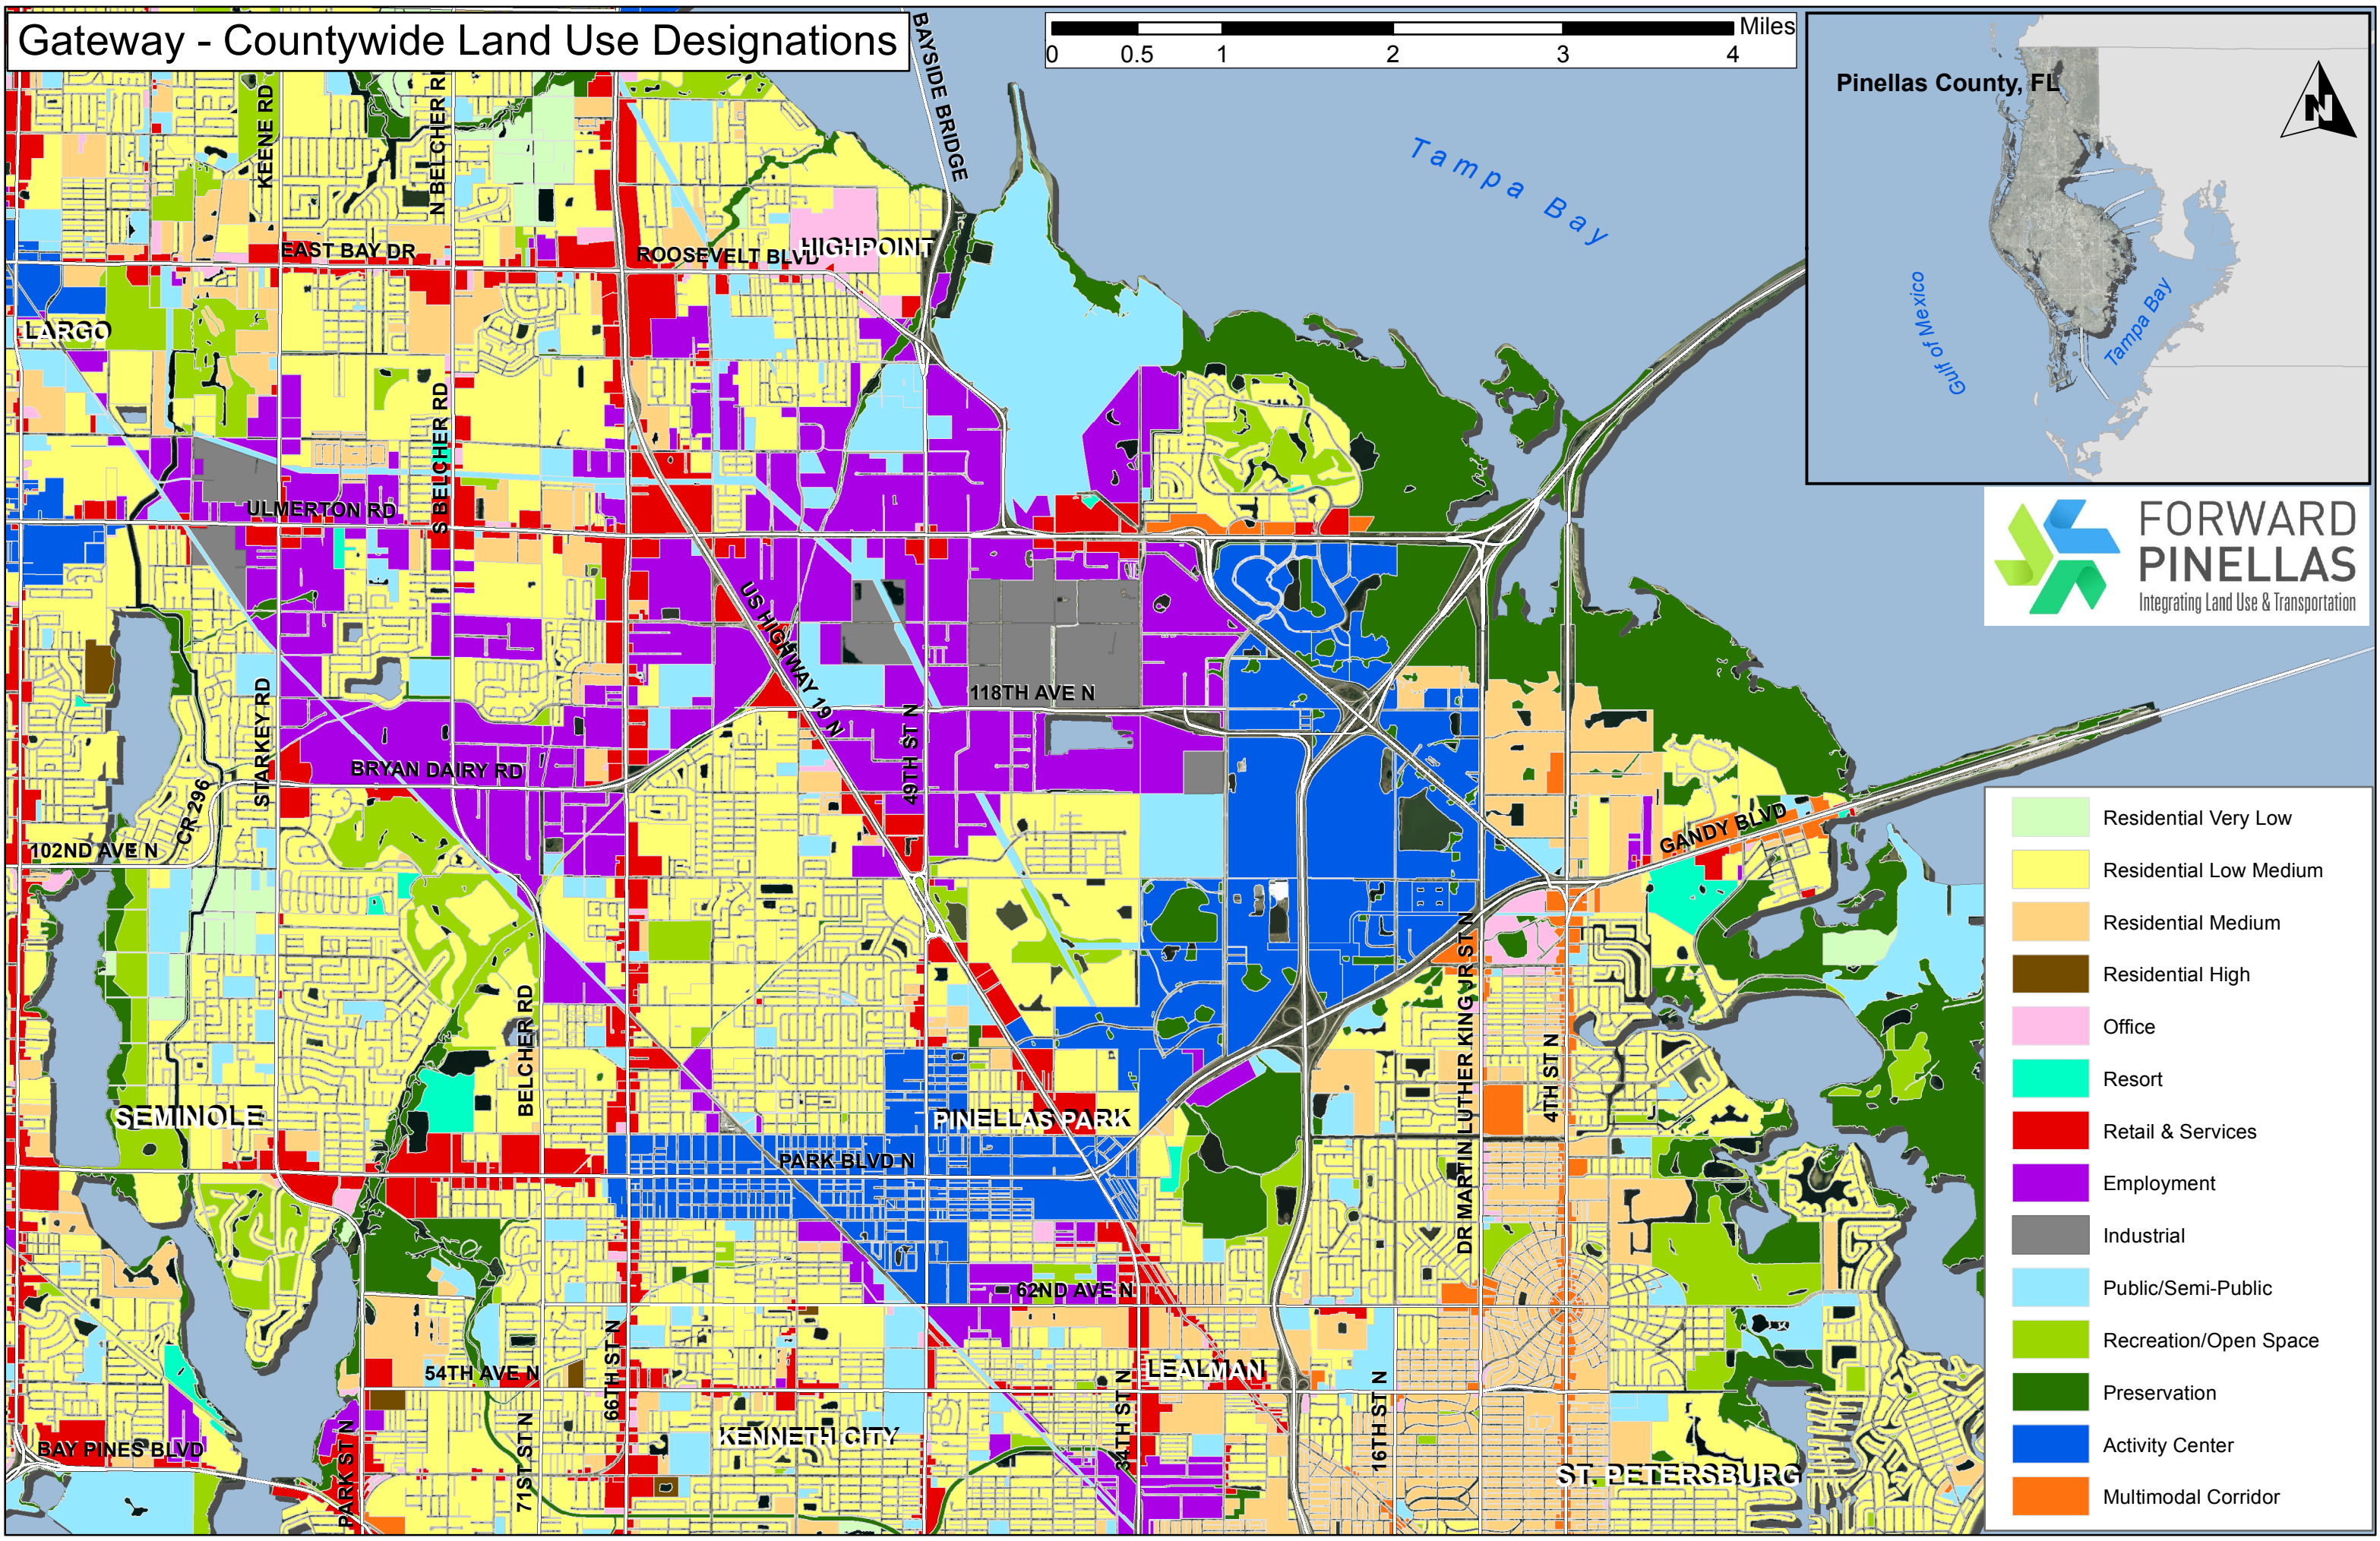 Gateway - Countywide Land Use Designations
BAYSIDE BRIDGE
Miles
0 0.5 1 2 3 4
Pinellas County, FL
N
Gulf of Mexico
Tampa Bay
Tampa Bay
FORWARD
PINELLAS
Integrating Land Use & Transportation
KEENE RD
N BELCHER RD
EAST BAY DR
ROOSEVELT BLVD
HIGHPOINT
LARGO
S BELCHER RD
ULMERTON RD
US HIGHWAY 19 N
118TH AVE N
49TH ST N
STARKEY RD
BRYAN DAIRY RD
CR 296
102ND AVE N
GANDY BLVD
BELCHER RD
DR MARTIN LUTHER KING JR ST N
4TH ST N
SEMINOLE
PINELLAS PARK
PARK BLVD N
62ND AVE N
66TH ST N
54TH AVE N
LEALMAN
34TH ST N
16TH ST N
71ST ST N
KENNETH CITY
BAY PINES BLVD
PARK ST N
ST. PETERSBURG
Residential Very Low
Residential Low Medium
Residential Medium
Residential High
Office
Resort
Retail & Services
Employment
Industrial
Public/Semi-Public
Recreation/Open Space
Preservation
Activity Center
Multimodal Corridor